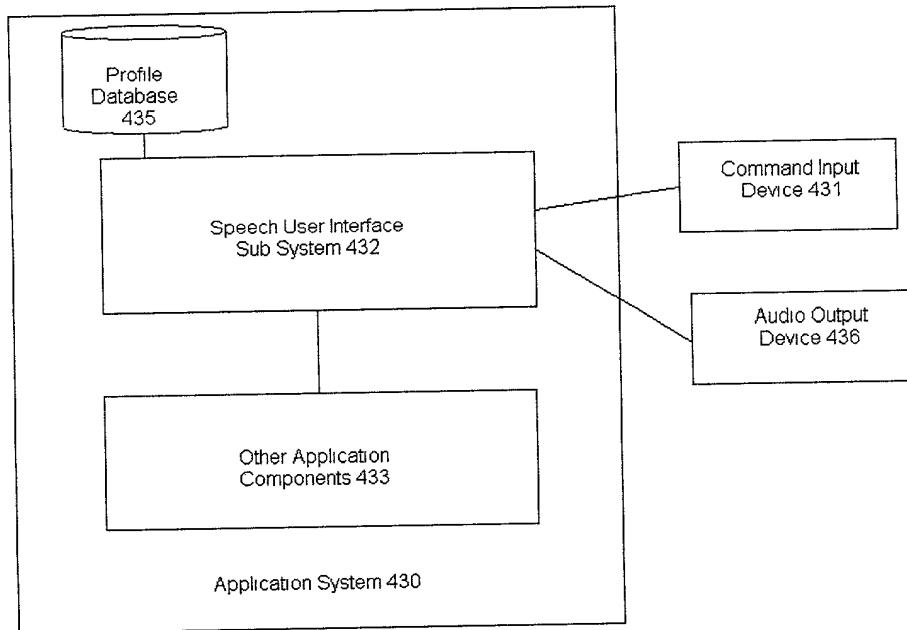 Profile
Database
435
Speech User Interface
Sub System 432
Command Input
Device 431
Audio Output
Device 436
Other Application
Components 433
Application System 430